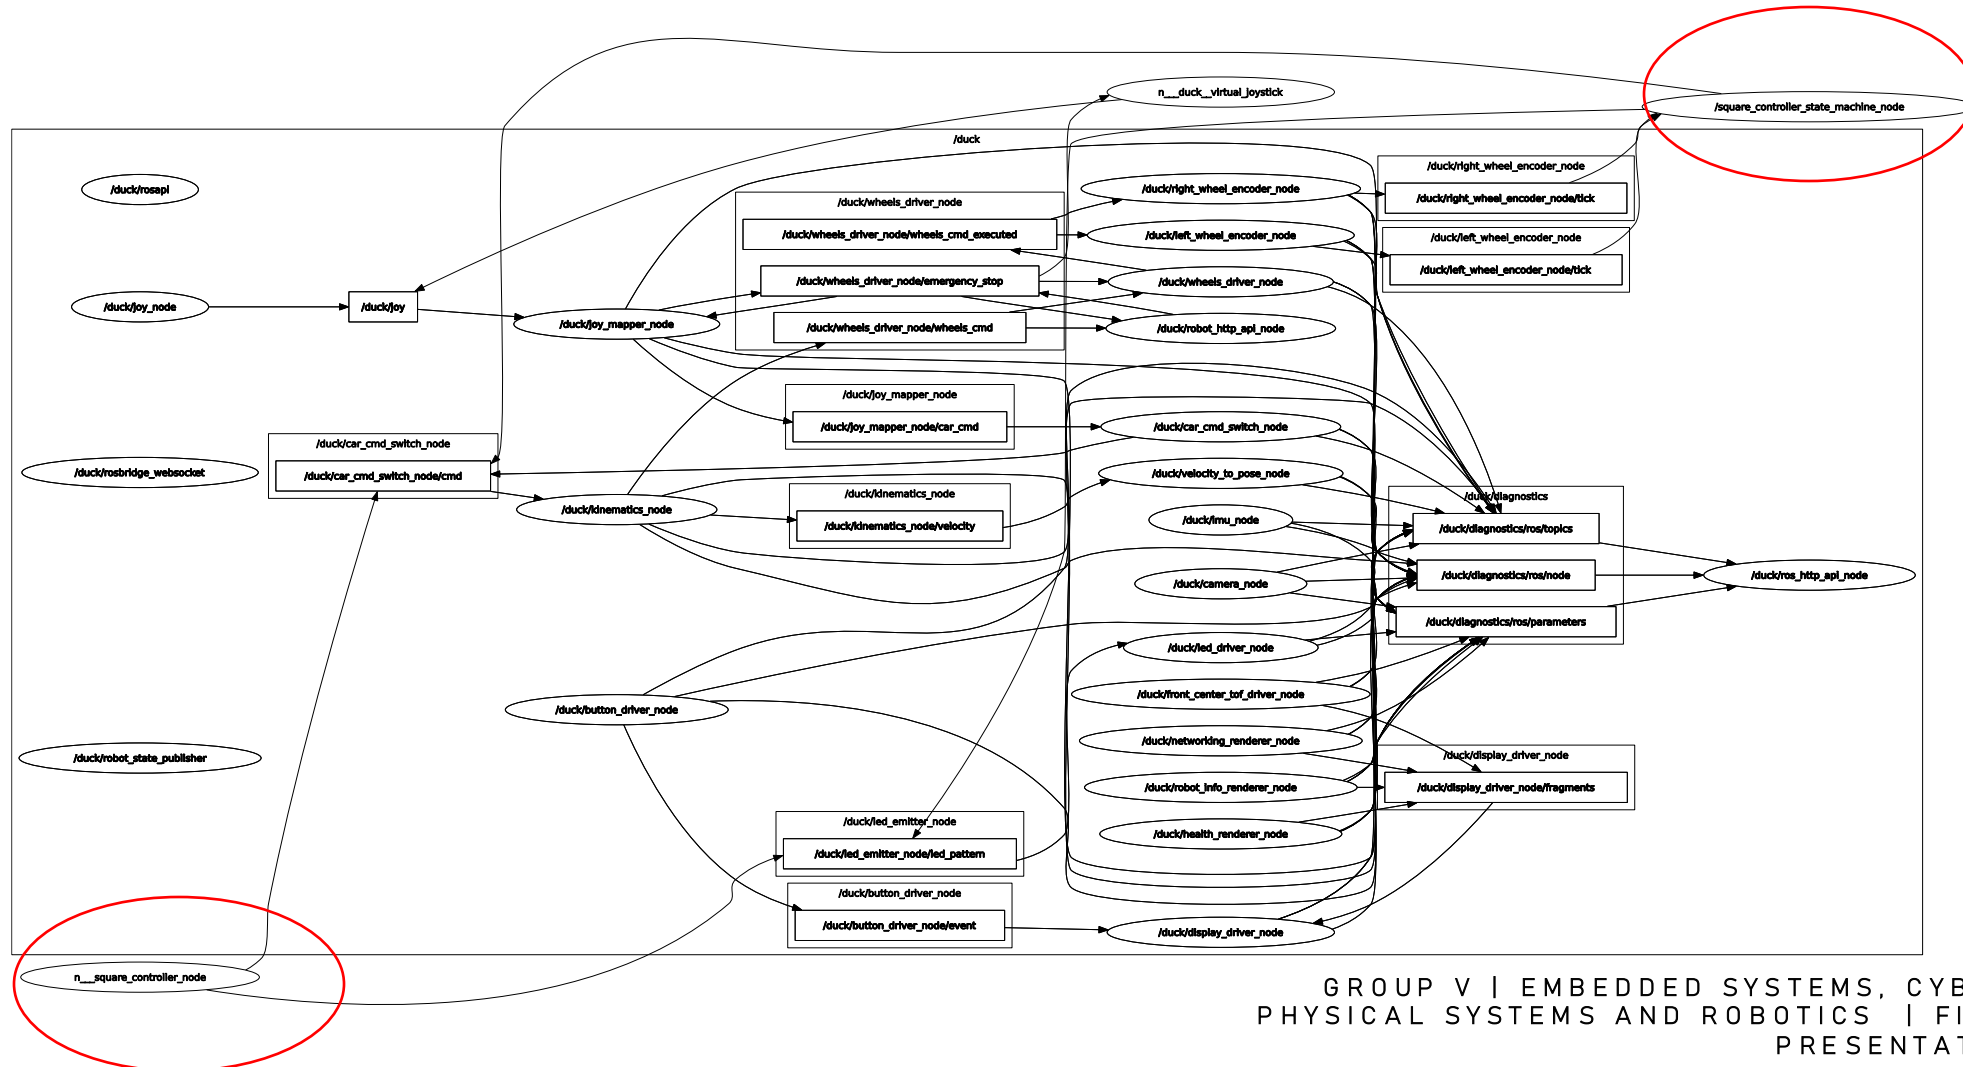 n___duck__virtual_joystick
/square_controller_state_machine_node
/duck
/duck/rosapi
/duck/joy_node
/duck/joy
/duck/joy_mapper_node
/duck/rosbridge_websocket
/duck/car_cmd_switch_node
/duck/car_cmd_switch_node/cmd
/duck/kinematics_node
/duck/button_driver_node
/duck/robot_state_publisher
n___square_controller_node
/duck/wheels_driver_node
/duck/wheels_driver_node/wheels_cmd_executed
/duck/wheels_driver_node/emergency_stop
/duck/wheels_driver_node/wheels_cmd
/duck/joy_mapper_node
/duck/joy_mapper_node/car_cmd
/duck/kinematics_node
/duck/kinematics_node/velocity
/duck/led_emitter_node
/duck/led_emitter_node/led_pattern
/duck/button_driver_node
/duck/button_driver_node/event
/duck/right_wheel_encoder_node
/duck/left_wheel_encoder_node
/duck/wheels_driver_node
/duck/robot_http_api_node
/duck/car_cmd_switch_node
/duck/velocity_to_pose_node
/duck/imu_node
/duck/camera_node
/duck/led_driver_node
/duck/front_center_tof_driver_node
/duck/networking_renderer_node
/duck/robot_info_renderer_node
/duck/health_renderer_node
/duck/display_driver_node
/duck/right_wheel_encoder_node
/duck/right_wheel_encoder_node/tick
/duck/left_wheel_encoder_node
/duck/left_wheel_encoder_node/tick
/duck/diagnostics
/duck/diagnostics/ros/topics
/duck/diagnostics/ros/node
/duck/diagnostics/ros/parameters
/duck/ros_http_api_node
/duck/display_driver_node
/duck/display_driver_node/fragments
GROUP V | EMBEDDED SYSTEMS, CYB
PHYSICAL SYSTEMS AND ROBOTICS | FI
PRESENTAT